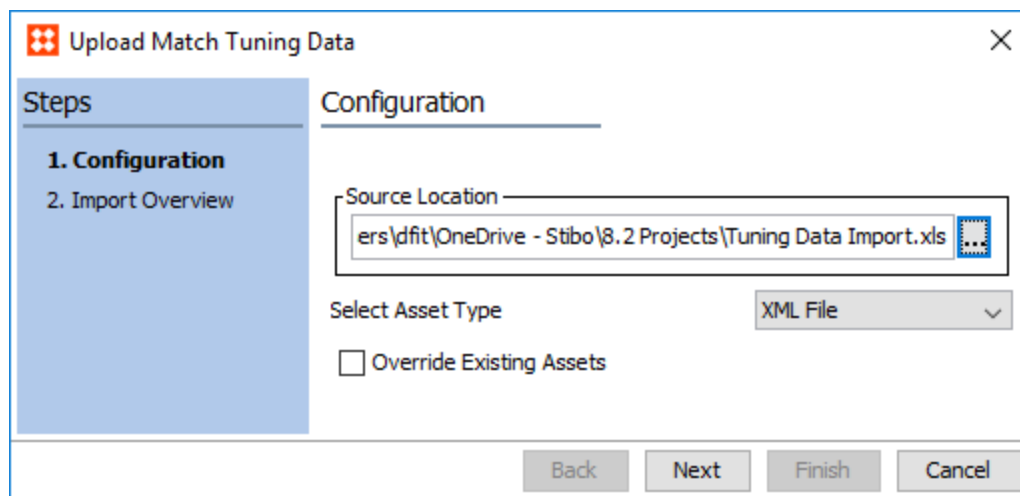 Upload Match Tuning Data
Steps
1. Configuration
2. Import Overview
Configuration
Source Location
ers\dfit\OneDrive - Stibo\8.2 Projects\Tuning Data Import.xls
...
Select Asset Type
XML File
Override Existing Assets
Back
Next
Finish
Cancel